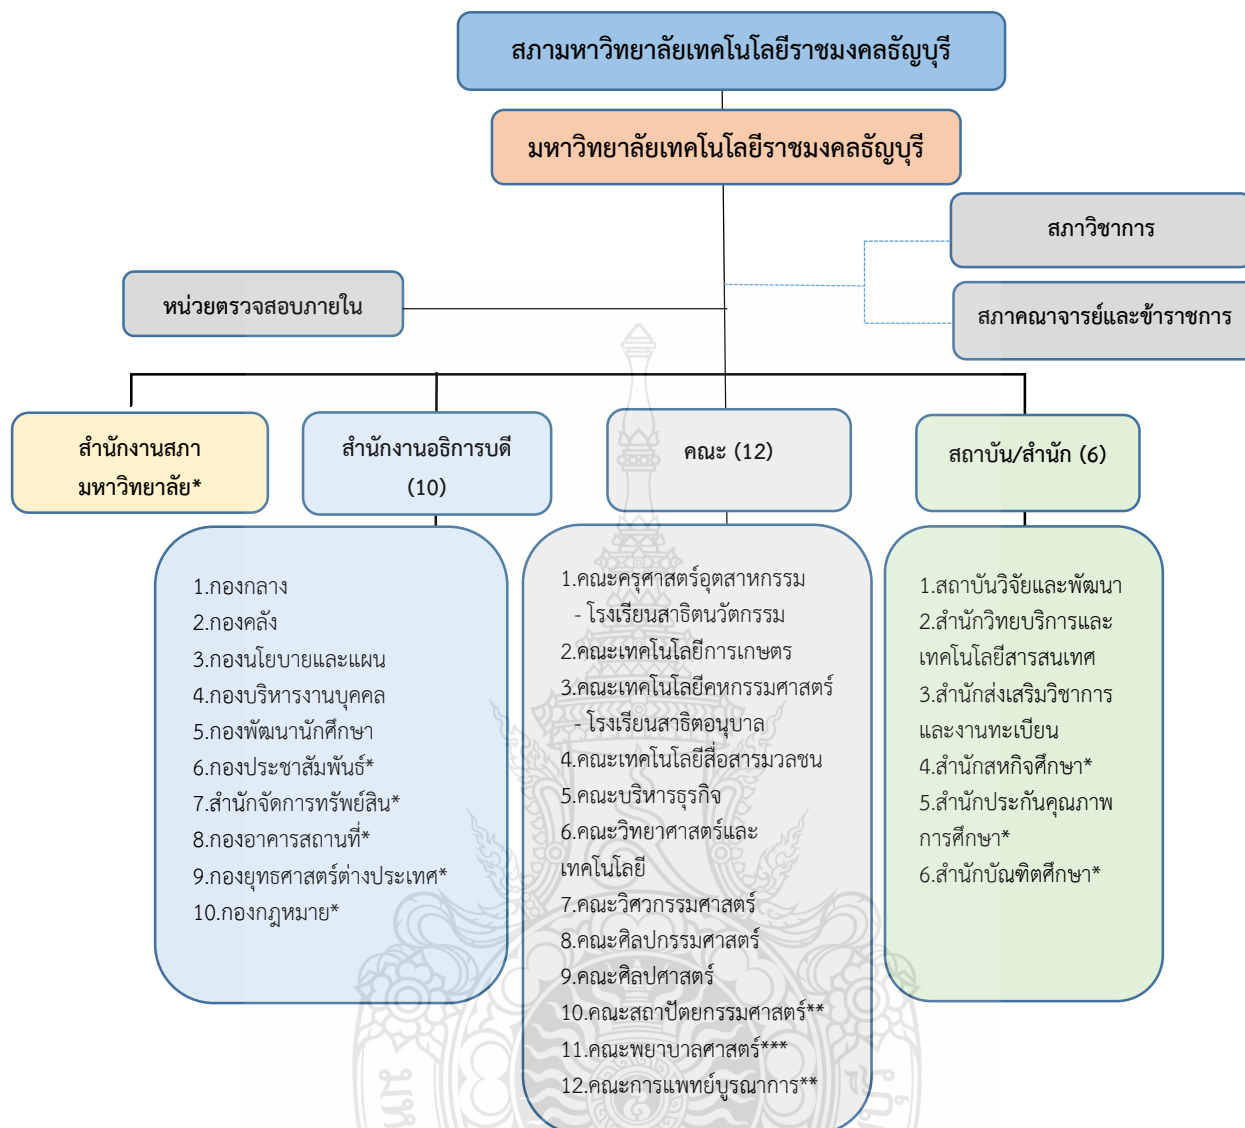 สภามหาวิทยาลัยเทคโนโลยีราชมงคลธัญบุรี
มหาวิทยาลัยเทคโนโลยีราชมงคลธัญบุรี
สภาวิชาการ
หน่วยตรวจสอบภายใน
สภาคณาจารย์และข้าราชการ
สำนักงานสภา
มหาวิทยาลัย*
สำนักงานอธิการบดี
(10)
คณะ (12)
สถาบัน/สำนัก (6)
1.กองกลาง
2.กองคลัง
3.กองนโยบายและแผน
4.กองบริหารงานบุคคล
5.กองพัฒนานักศึกษา
6.กองประชาสัมพันธ์*
7.สำนักจัดการทรัพย์สิน*
8.กองอาคารสถานที่*
9.กองยุทธศาสตร์ต่างประเทศ*
10.กองกฎหมาย*
1.คณะครุศาสตร์อุตสาหกรรม
- โรงเรียนสาธิตนวัตกรรม
2.คณะเทคโนโลยีการเกษตร
3.คณะเทคโนโลยีคหกรรมศาสตร์
- โรงเรียนสาธิตอนุบาล
4.คณะเทคโนโลยีสื่อสารมวลชน
5.คณะบริหารธุรกิจ
6.คณะวิทยาศาสตร์และ
เทคโนโลยี
7.คณะวิศวกรรมศาสตร์
8.คณะศิลปกรรมศาสตร์
9.คณะศิลปศาสตร์
10.คณะสถาปัตยกรรมศาสตร์**
11.คณะพยาบาลศาสตร์***
12.คณะการแพทย์บูรณาการ**
1.สถาบันวิจัยและพัฒนา
2.สำนักวิทยบริการและ
เทคโนโลยีสารสนเทศ
3.สำนักส่งเสริมวิชาการ
และงานทะเบียน
4.สำนักสหกิจศึกษา*
5.สำนักประกันคุณภาพ
การศึกษา*
6.สำนักบัณฑิตศึกษา*